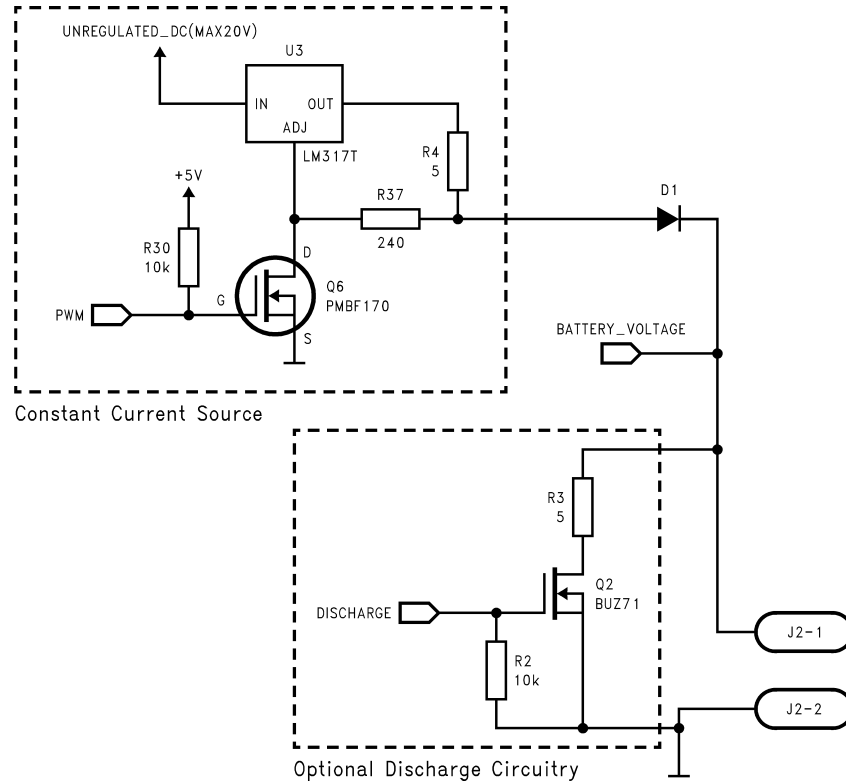 UNREGULATED_DC(MAX20V)
U3
IN
OUT
ADJ
LM317T
R4
5
+5V
R37
240
D1
R30
10k
D
G
Q6
PMBF170
PWM
S
BATTERY_VOLTAGE
Constant Current Source
R3
5
Q2
BUZ71
DISCHARGE
J2-1
R2
10k
J2-2
Optional Discharge Circuitry